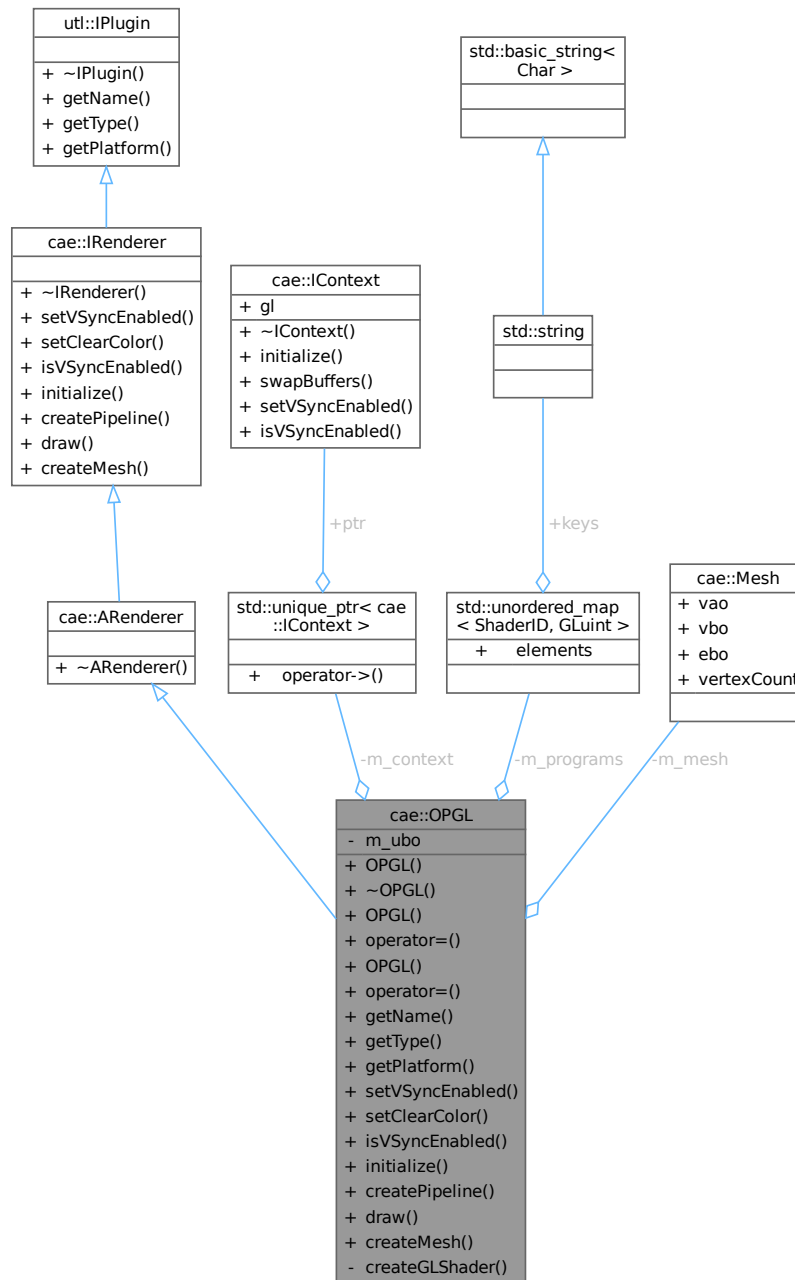 utl::IPlugin
+ ~IPlugin()
+ getName()
+ getType()
+ getPlatform()
std::basic_string<
Char >
cae::IRenderer
+ ~IRenderer()
+ setVSyncEnabled()
+ setClearColor()
+ isVSyncEnabled()
+ initialize()
+ createPipeline()
+ draw()
+ createMesh()
cae::IContext
+ gl
+ ~IContext()
+ initialize()
+ swapBuffers()
+ setVSyncEnabled()
+ isVSyncEnabled()
std::string
+ptr
+keys
cae::ARenderer
+ ~ARenderer()
std::unique_ptr< cae
::IContext >
+ operator->()
std::unordered_map
< ShaderID, GLuint >
+ elements
cae::Mesh
+ vao
+ vbo
+ ebo
+ vertexCount
-m_context
-m_programs
-m_mesh
cae::OPGL
- m_ubo
+ OPGL()
+ ~OPGL()
+ OPGL()
+ operator=()
+ OPGL()
+ operator=()
+ getName()
+ getType()
+ getPlatform()
+ setVSyncEnabled()
+ setClearColor()
+ isVSyncEnabled()
+ initialize()
+ createPipeline()
+ draw()
+ createMesh()
- createGLShader()